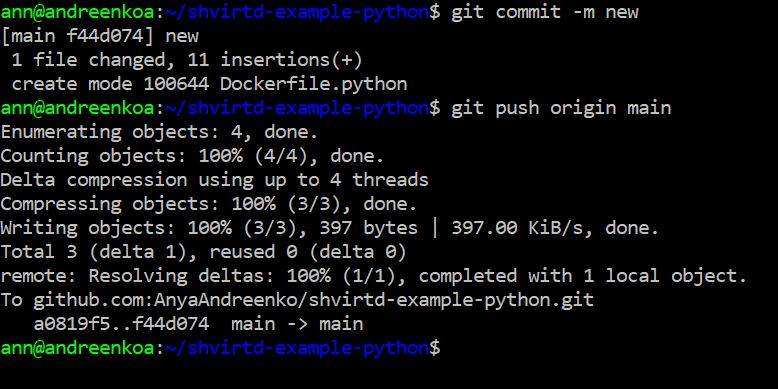 ann@andreenkoa:~/shvirtd-example-python$ git commit -m new
[main f44d074] new
 1 file changed, 11 insertions(+)
 create mode 100644 Dockerfile.python
ann@andreenkoa:~/shvirtd-example-python$ git push origin main
Enumerating objects: 4, done.
Counting objects: 100% (4/4), done.
Delta compression using up to 4 threads
Compressing objects: 100% (3/3), done.
Writing objects: 100% (3/3), 397 bytes | 397.00 KiB/s, done.
Total 3 (delta 1), reused 0 (delta 0)
remote: Resolving deltas: 100% (1/1), completed with 1 local object.
To github.com:AnyaAndreenko/shvirtd-example-python.git
   a0819f5..f44d074  main -> main
ann@andreenkoa:~/shvirtd-example-python$